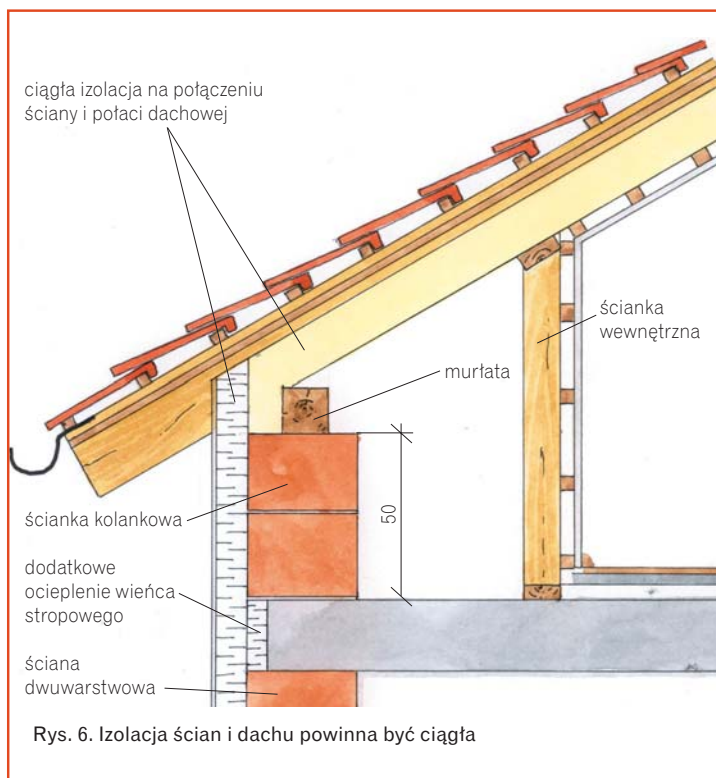 ciągła izolacja na połączeniu
ściany i połaci dachowej
ścianka
wewnętrzna
murłata
50
ścianka kolankowa
dodatkowe
ocieplenie wieńca
stropowego
ściana
dwuwarstwowa
Rys. 6. Izolacja ścian i dachu powinna być ciągła